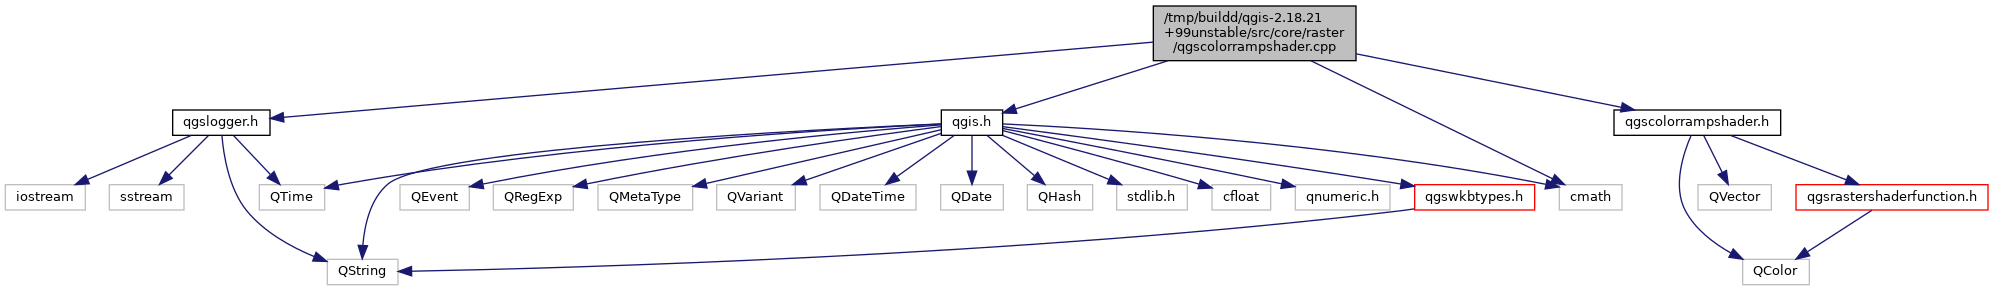 /tmp/buildd/qgis-2.18.21
+99unstable/src/core/raster
/qgscolorrampshader.cpp
qgslogger.h
qgis.h
qgscolorrampshader.h
iostream
sstream
QTime
QEvent
QRegExp
QMetaType
QVariant
QDateTime
QDate
QHash
stdlib.h
cfloat
qnumeric.h
qgswkbtypes.h
cmath
QVector
qgsrastershaderfunction.h
QString
QColor